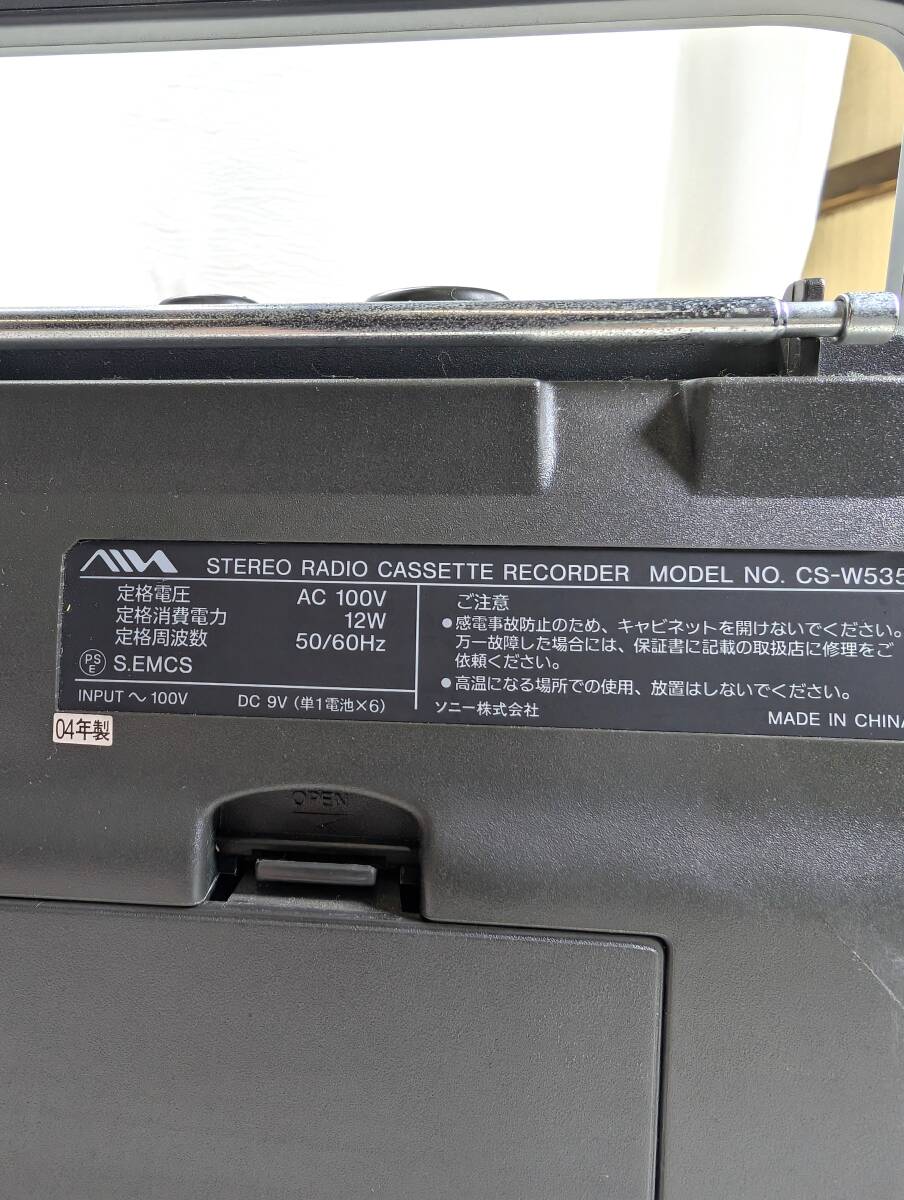 AIWA STEREO RADIO CASSETTE RECORDER MODEL NO. CS-W535
定格電圧 AC 100V
定格消費電力 12W
定格周波数 50/60Hz
PSE S.EMCS
INPUT ～ 100V DC 9V (単1電池×6)
ご注意
●感電事故防止のため、キャビネットを開けないでください。
万一故障した場合には、保証書に記載の取扱店に修理をご
依頼ください。
●高温になる場所での使用、放置はしないでください。
ソニー株式会社 MADE IN CHINA
04年製
OPEN